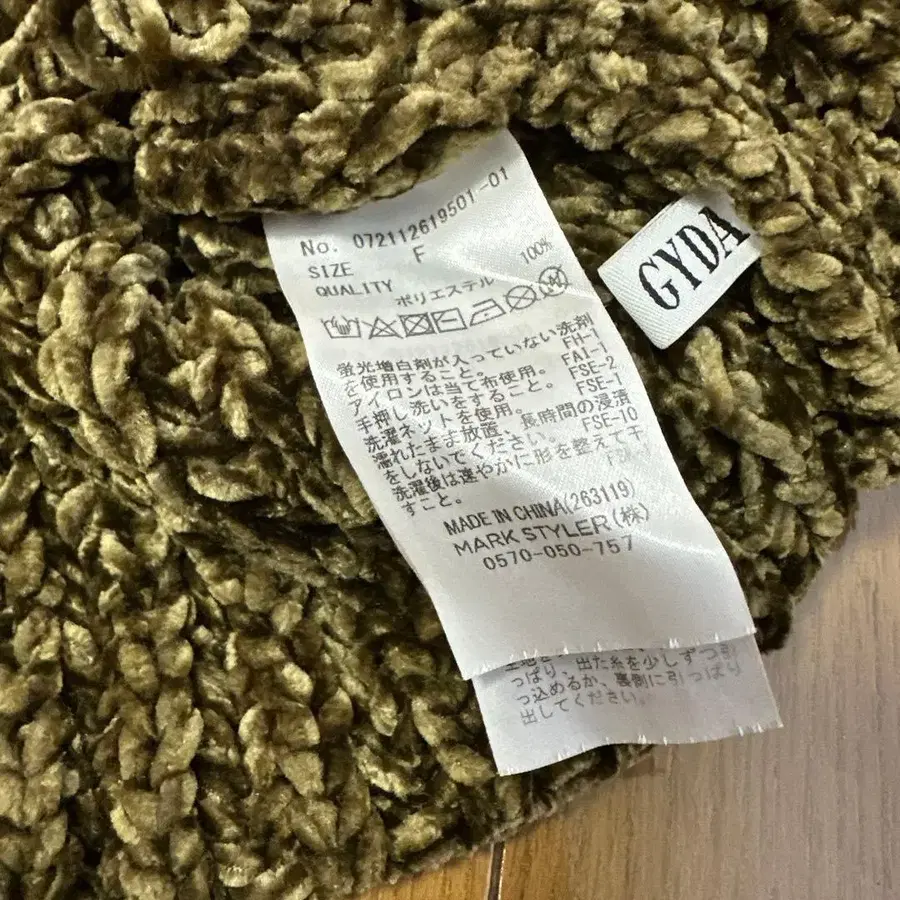 No. 072112619501-01
SIZE F
QUALITY
ポリエステル 100%
蛍光増白剤が入っていない洗剤
を使用すること。 FH-1
アイロンは当て布使用。 FA1-1
手押し洗いをすること。 FSE-2
洗濯ネットを使用。 FSE-1
濡れたまま放置、長時間の浸漬
をしないでください。 FSE-10
洗濯後は速やかに形を整えて干
すこと。
MADE IN CHINA(263119)
MARK STYLER(株)
0570-050-757
っぱり、出た糸を少しずつ引
っ込めるか、裏側に引っぱり
出してください。
GYDA